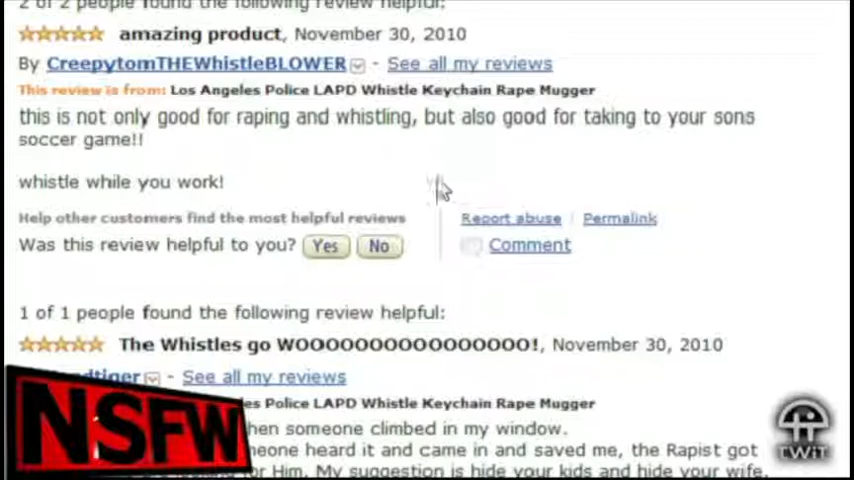 2 of 2 people found the following review helpful:
amazing product, November 30, 2010
By CreepytomTHEWhistleBLOWER - See all my reviews
This review is from: Los Angeles Police LAPD Whistle Keychain Rape Mugger
this is not only good for raping and whistling, but also good for taking to your sons
soccer game!!
whistle while you work!
Help other customers find the most helpful reviews
Report abuse | Permalink
Was this review helpful to you? Yes No
Comment
1 of 1 people found the following review helpful:
The Whistles go WOOOOOOOOOOOOOOOO!, November 30, 2010
dtiger - See all my reviews
es Police LAPD Whistle Keychain Rape Mugger
hen someone climbed in my window.
meone heard it and came in and saved me, the Rapist got
for Him. My suggestion is hide your kids and hide your wife.
NSFW
TWiT